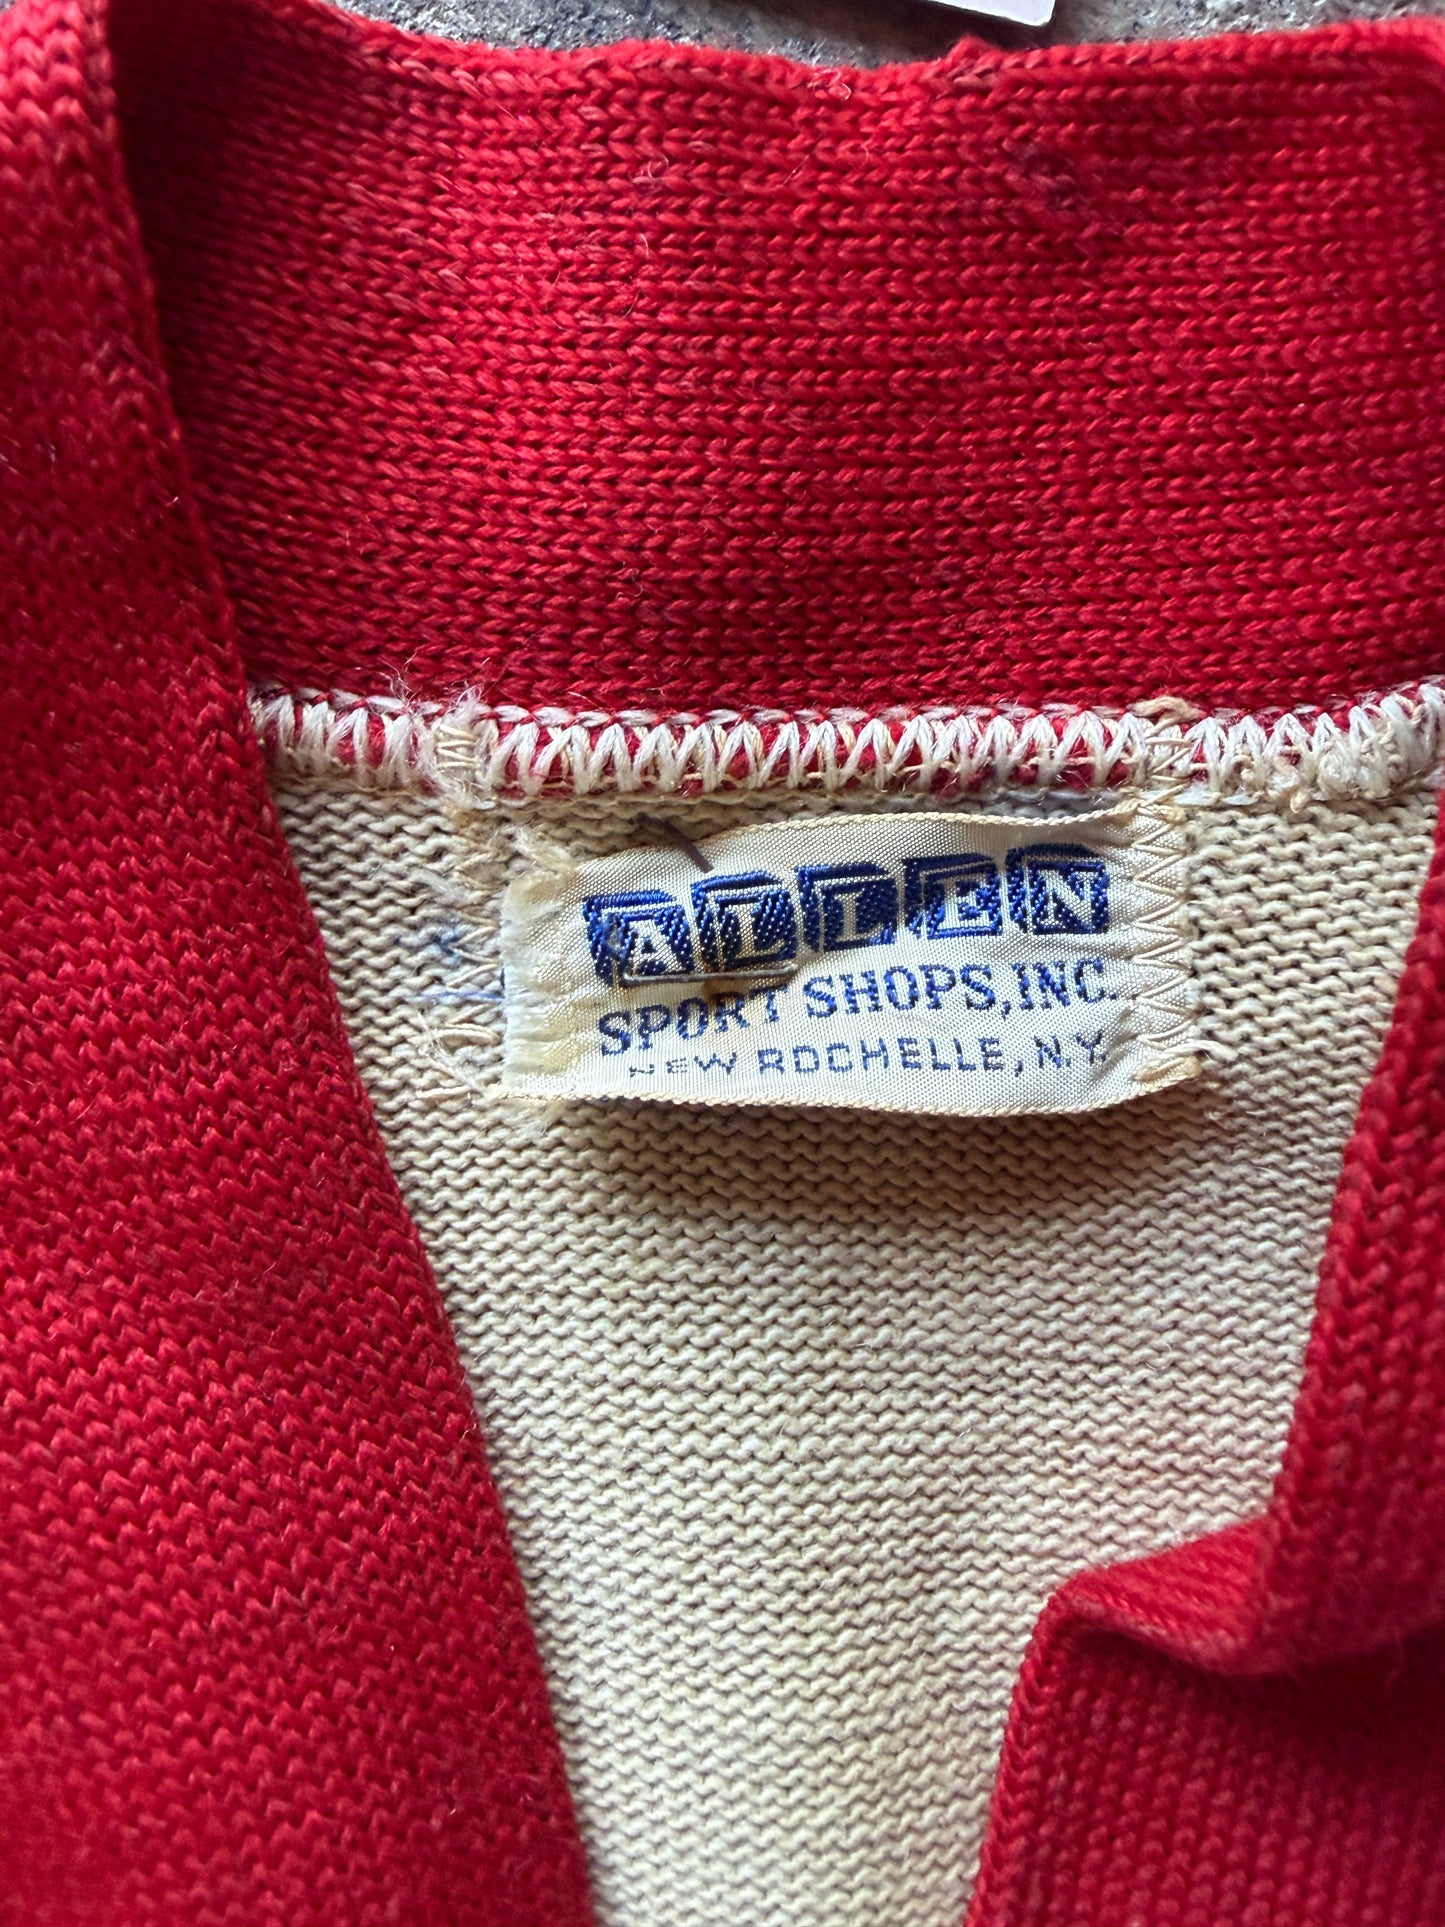 ALLEN
SPORT SHOPS, INC.
NEW ROCHELLE, N.Y.